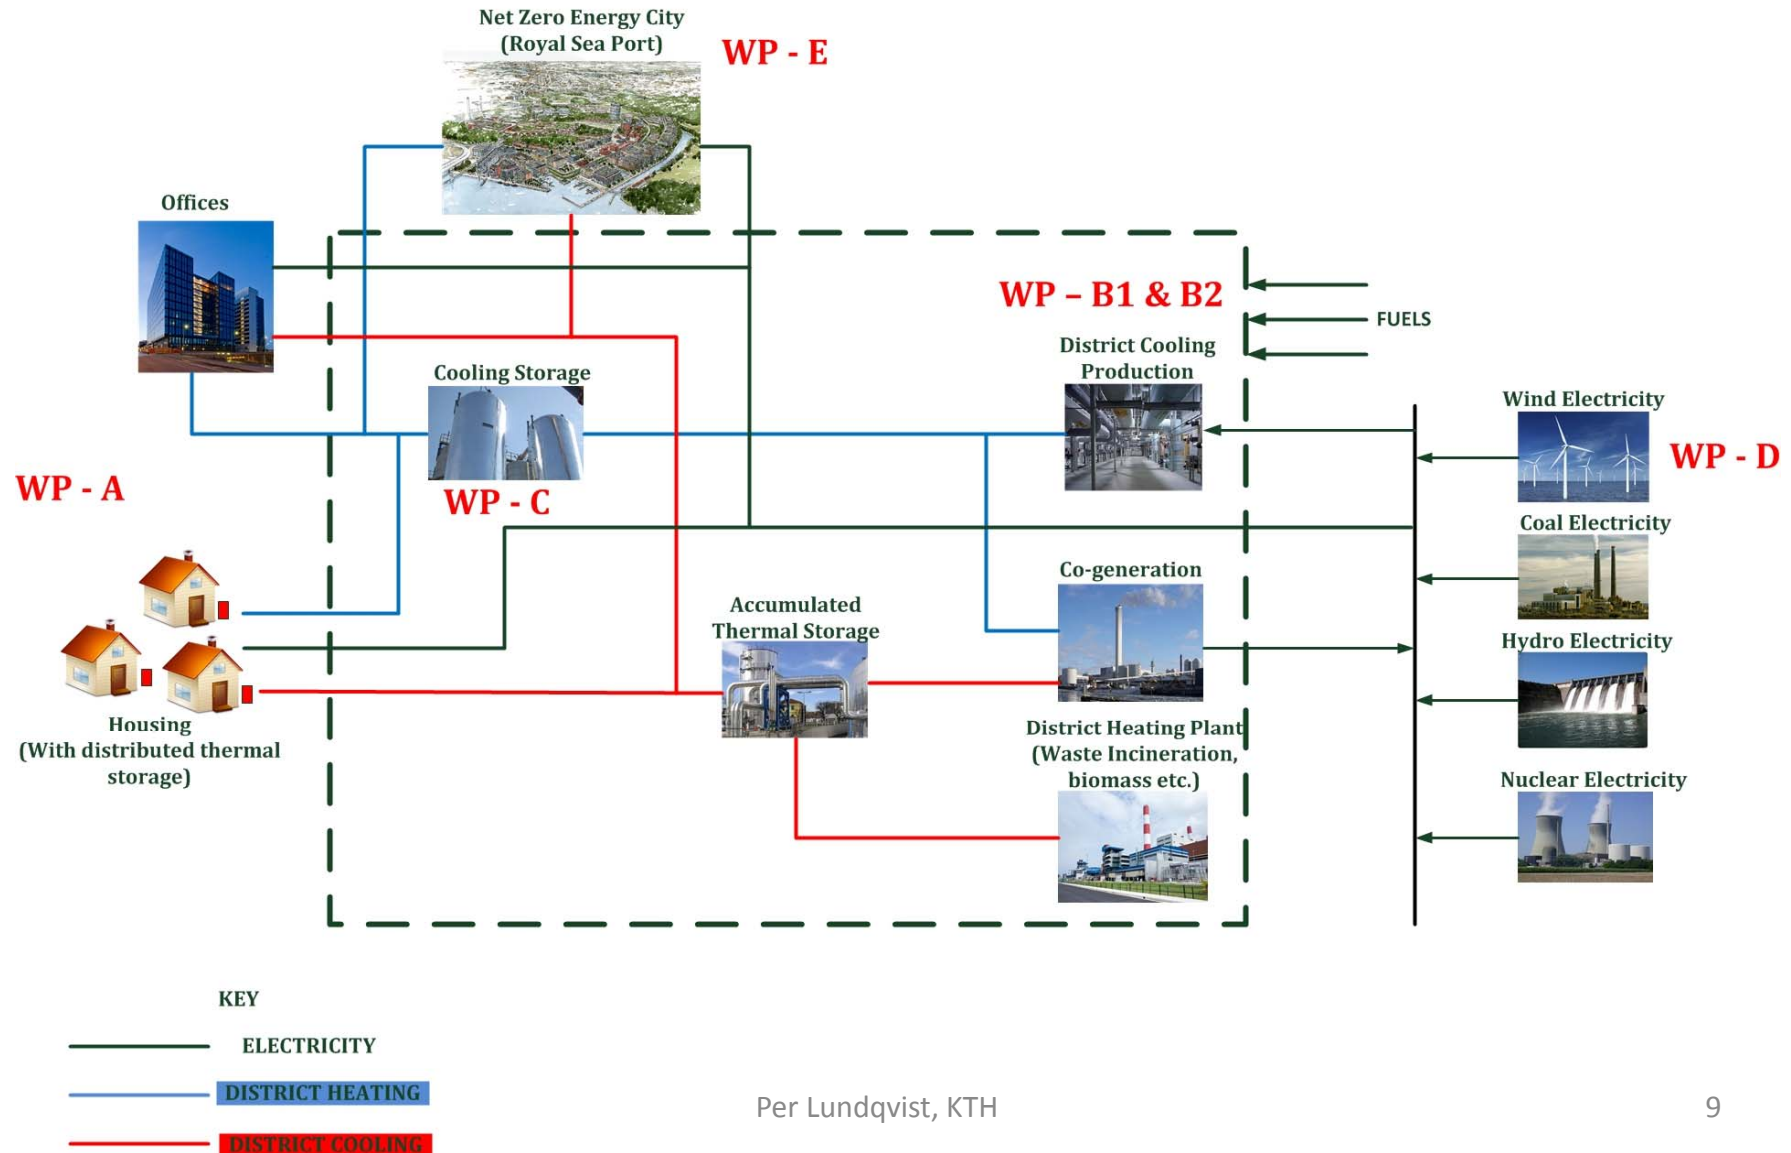 Net Zero Energy City
(Royal Sea Port)
WP - E
Offices
WP – B1 & B2
FUELS
District Cooling
Production
Cooling Storage
WP - C
Wind Electricity
WP - D
WP - A
Coal Electricity
Co-generation
Accumulated
Thermal Storage
Hydro Electricity
Housing
(With distributed thermal
storage)
District Heating Plant
(Waste Incineration,
biomass etc.)
Nuclear Electricity
KEY
ELECTRICITY
DISTRICT HEATING
DISTRICT COOLING
Per Lundqvist, KTH
9